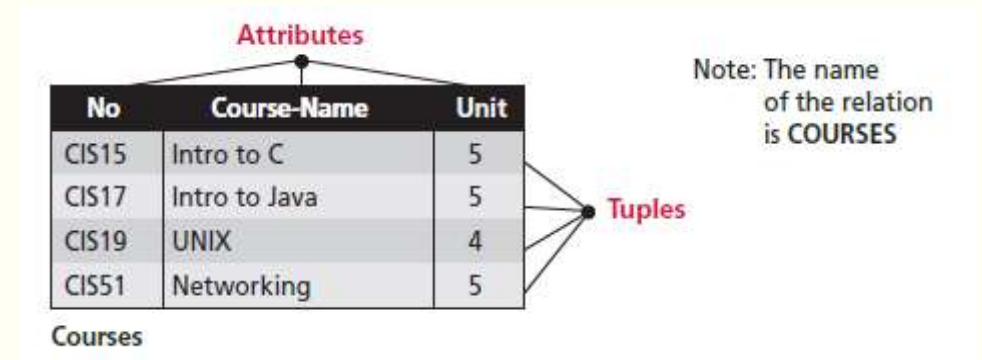 Attributes
Note: The name
of the relation
is COURSES
No Course-Name Unit
CIS15 Intro to C 5
CIS17 Intro to Java 5
Tuples
CIS19 UNIX 4
CIS51 Networking 5
Courses